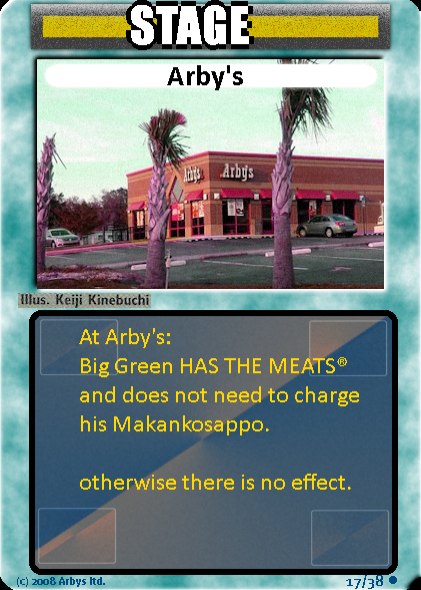 STAGE
Arby's
Arby's Arby's
Illus. Keiji Kinebuchi
At Arby's:
Big Green HAS THE MEATS®
and does not need to charge
his Makankosappo.
otherwise there is no effect.
(c) 2008 Arbys ltd. 17/38 ●